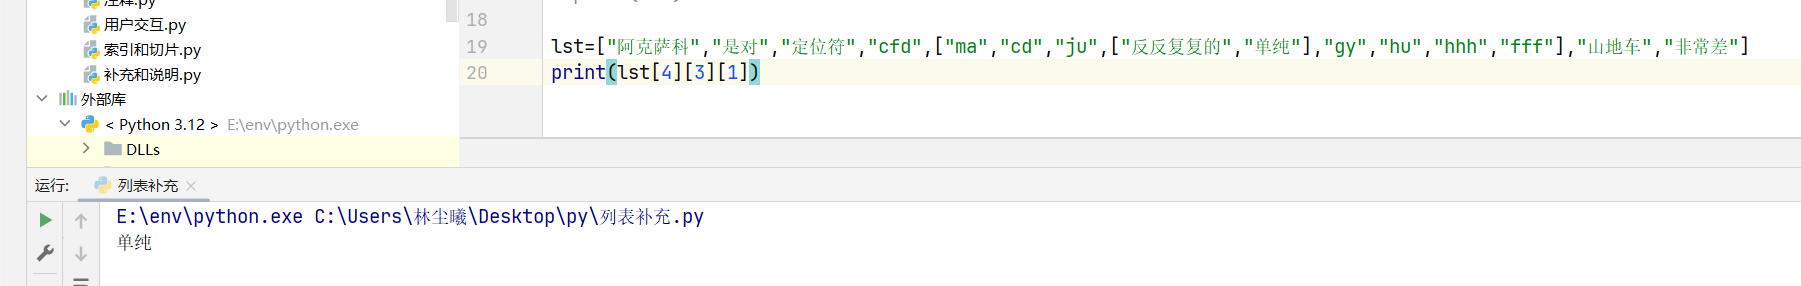 注释.py
用户交互.py
索引和切片.py
补充和说明.py
外部库
< Python 3.12 > E:\env\python.exe
DLLs
18
19 lst=["阿克萨科","是对","定位符","cfd",["ma","cd","ju",["反反复复的","单纯"],"gy","hu","hhh","fff"],"山地车","非常差"]
20 print(lst[4][3][1])
运行: 列表补充
E:\env\python.exe C:\Users\林尘曦\Desktop\py\列表补充.py
单纯